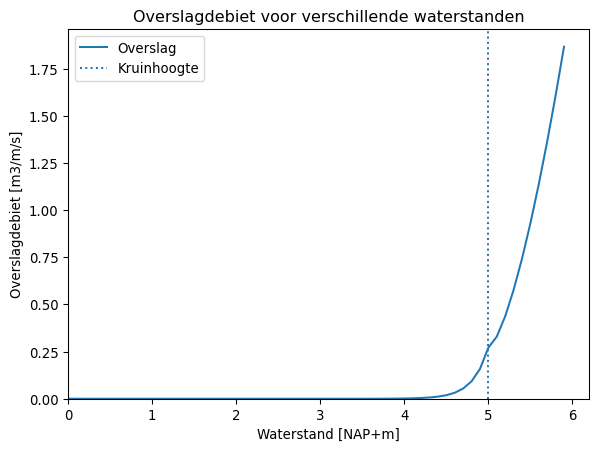 Overslagdebiet voor verschillende waterstanden
Overslag
Kruinhoogte
Overslagdebiet [m3/m/s]
1.75
1.50
1.25
1.00
0.75
0.50
0.25
0.00
0 1 2 3 4 5 6
Waterstand [NAP+m]